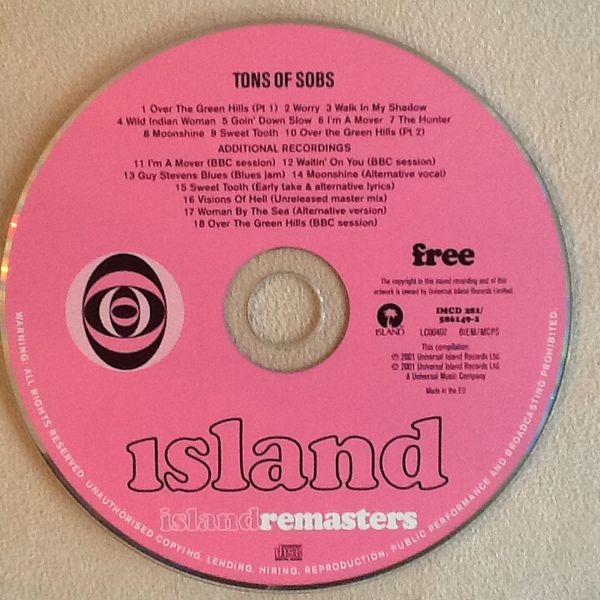 TONS OF SOBS
1 Over The Green Hills (Pt 1) 2 Worry 3 Walk In My Shadow
4 Wild Indian Woman 5 Goin' Down Slow 6 I'm A Mover 7 The Hunter
8 Moonshine 9 Sweet Tooth 10 Over the Green Hills (Pt 2)
ADDITIONAL RECORDINGS
11 I'm A Mover (BBC session) 12 Waitin' On You (BBC session)
13 Guy Stevens Blues (Blues jam) 14 Moonshine (Alternative vocal)
15 Sweet Tooth (Early take & alternative lyrics)
16 Visions Of Hell (Unreleased master mix)
17 Woman By The Sea (Alternative version)
18 Over The Green Hills (BBC session)
free
The copyright in this sound recording and of this
artwork is owned by Universal Island Records Limited.
ISLAND
IMCD 281/
586149-2
LC00407 BIEM/MCPS
This compilation:
℗ 2001 Universal Island Records Ltd.
© 2001 Universal Island Records Ltd.
A Universal Music Company
Made in the EU
island
islandremasters
WARNING: ALL RIGHTS RESERVED. UNAUTHORISED COPYING, LENDING, HIRING, REPRODUCTION, PUBLIC PERFORMANCE AND BROADCASTING PROHIBITED.